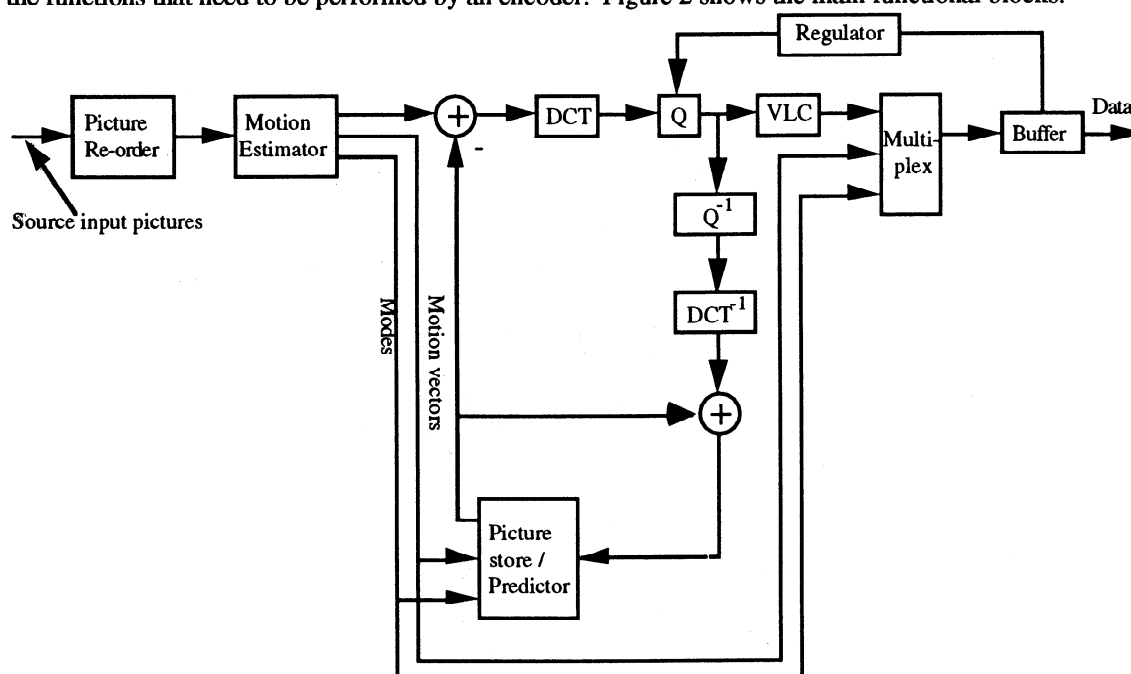 the functions that need to be performed by an encoder. Figure 2 shows the main functional blocks.
Regulator
Picture
Re-order
Motion
Estimator
+
-
DCT
Q
VLC
Multi-
plex
Buffer
Data
Source input pictures
Q-1
DCT-1
+
Modes
Motion vectors
Picture
store /
Predictor